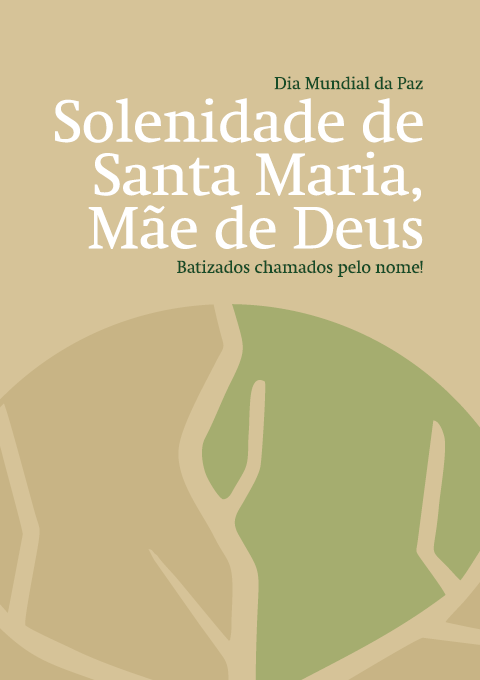 Dia Mundial da Paz
Solenidade de
Santa Maria,
Mãe de Deus
Batizados chamados pelo nome!